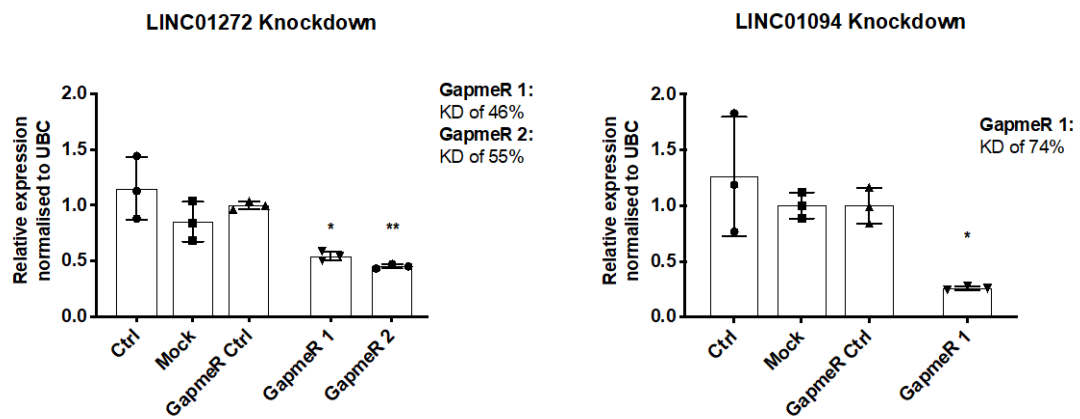 LINC01272 Knockdown
Relative expression
normalised to UBC
2.0
1.5
1.0
0.5
0.0
*
**
Ctrl
Mock
GapmeR Ctrl
GapmeR 1
GapmeR 2
GapmeR 1:
KD of 46%
GapmeR 2:
KD of 55%
LINC01094 Knockdown
Relative expression
normalised to UBC
2.0
1.5
1.0
0.5
0.0
*
Ctrl
Mock
GapmeR Ctrl
GapmeR 1
GapmeR 1:
KD of 74%